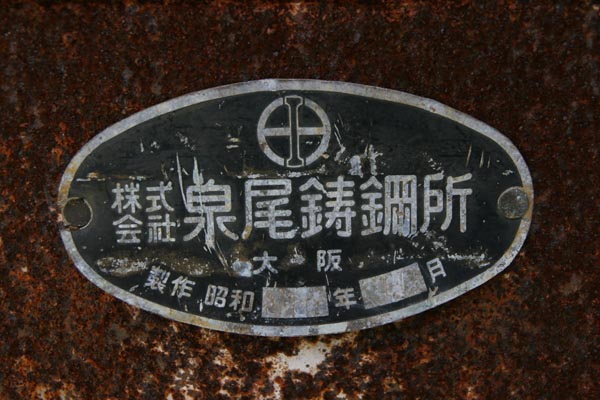 株式会社 泉尾鋳鋼所
大阪
製作 昭和 年 月